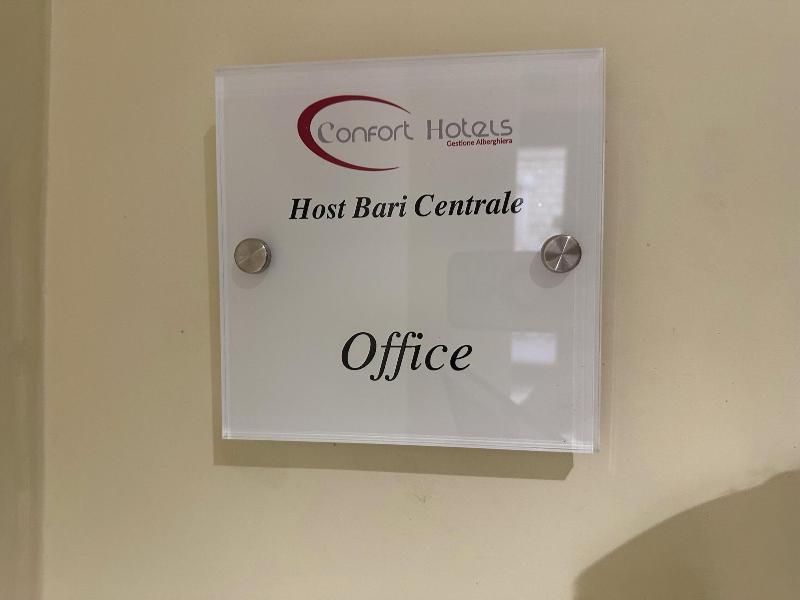 Confort Hotels
Gestione Alberghiera
Host Bari Centrale
Office